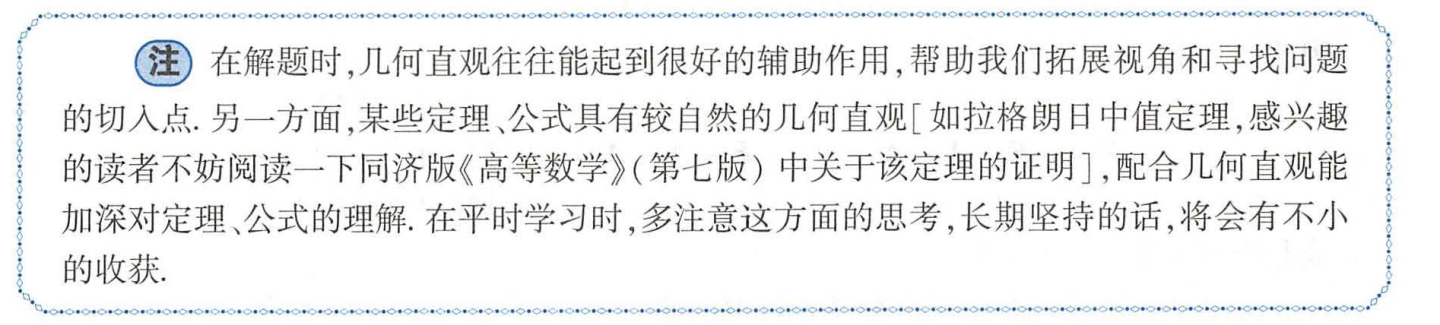 注 在解题时,几何直观往往能起到很好的辅助作用,帮助我们拓展视角和寻找问题
的切入点. 另一方面,某些定理、公式具有较自然的几何直观[如拉格朗日中值定理,感兴趣
的读者不妨阅读一下同济版《高等数学》(第七版)中关于该定理的证明],配合几何直观能
加深对定理、公式的理解. 在平时学习时,多注意这方面的思考,长期坚持的话,将会有不小
的收获.